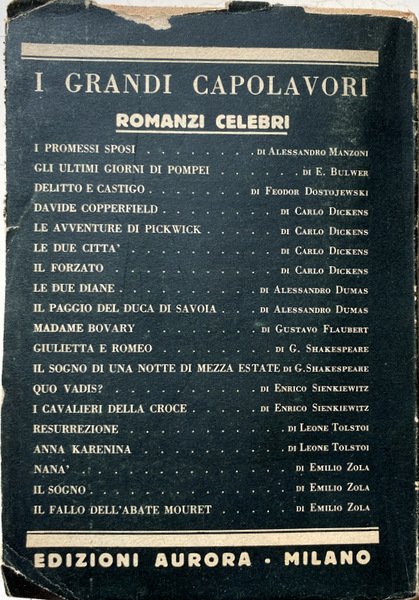 I GRANDI CAPOLAVORI
ROMANZI CELEBRI
I PROMESSI SPOSI . . . . . . . . DI ALESSANDRO MANZONI
GLI ULTIMI GIORNI DI POMPEI . . . . . . DI E. BULWER
DELITTO E CASTIGO . . . . . . . DI FEODOR DOSTOJEWSKI
DAVIDE COPPERFIELD . . . . . . . . DI CARLO DICKENS
LE AVVENTURE DI PICKWICK . . . . . . DI CARLO DICKENS
LE DUE CITTA' . . . . . . . . . . DI CARLO DICKENS
IL FORZATO . . . . . . . . . . . DI CARLO DICKENS
LE DUE DIANE . . . . . . . . . DI ALESSANDRO DUMAS
IL PAGGIO DEL DUCA DI SAVOIA . . . . DI ALESSANDRO DUMAS
MADAME BOVARY . . . . . . . . DI GUSTAVO FLAUBERT
GIULIETTA E ROMEO . . . . . . . . DI G. SHAKESPEARE
IL SOGNO DI UNA NOTTE DI MEZZA ESTATE DI G. SHAKESPEARE
QUO VADIS? . . . . . . . . . DI ENRICO SIENKIEWITZ
I CAVALIERI DELLA CROCE . . . . . DI ENRICO SIENKIEWITZ
RESURREZIONE . . . . . . . . . . DI LEONE TOLSTOI
ANNA KARENINA . . . . . . . . . DI LEONE TOLSTOI
NANA' . . . . . . . . . . . . . DI EMILIO ZOLA
IL SOGNO . . . . . . . . . . . . DI EMILIO ZOLA
IL FALLO DELL'ABATE MOURET . . . . . . DI EMILIO ZOLA
EDIZIONI AURORA - MILANO